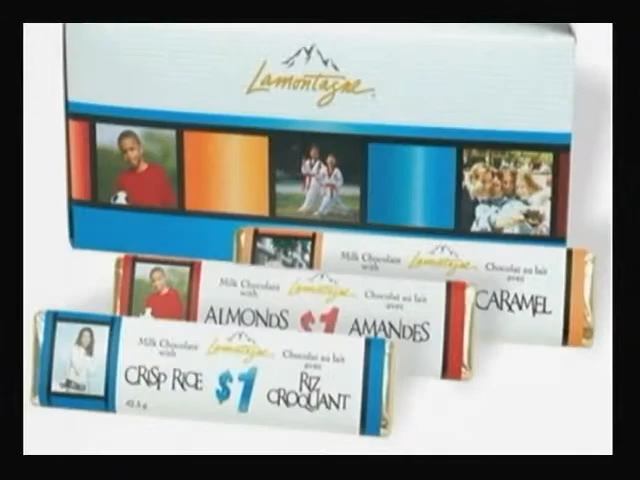 Lamontagne
Milk Chocolate
with
Lamontagne
Chocolat au lait
avec
CARAMEL
Milk Chocolate
with
Lamontagne
Chocolat au lait
avec
ALMONDS $1 AMANDES
Milk Chocolate
with
Lamontagne
Chocolat au lait
avec
CRISP RICE $1 RIZ
CROQUANT